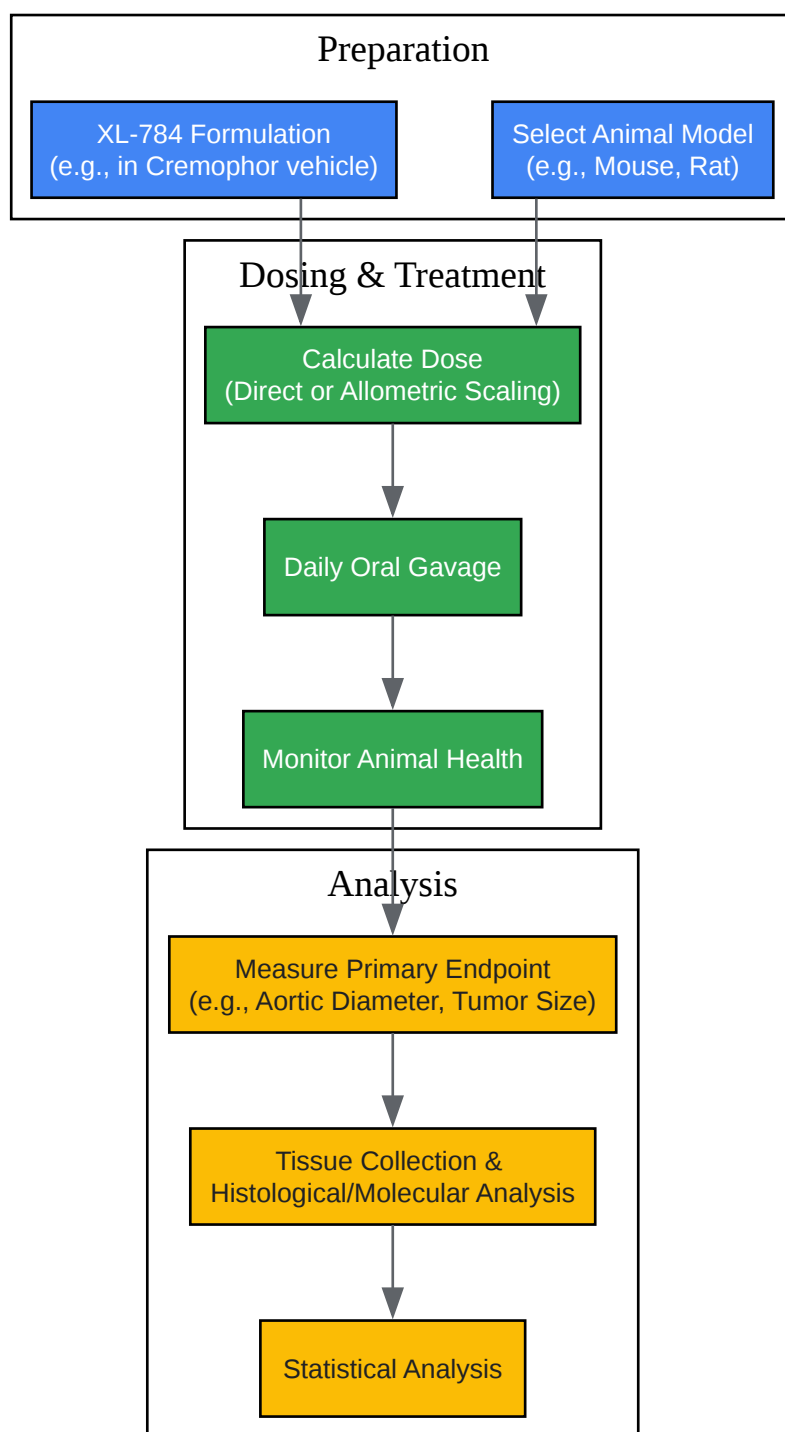 Preparation
XL-784 Formulation
(e.g., in Cremophor vehicle)
Select Animal Model
(e.g., Mouse, Rat)
Dosing & Treatment
Calculate Dose
(Direct or Allometric Scaling)
Daily Oral Gavage
Monitor Animal Health
Analysis
Measure Primary Endpoint
(e.g., Aortic Diameter, Tumor Size)
Tissue Collection &
Histological/Molecular Analysis
Statistical Analysis